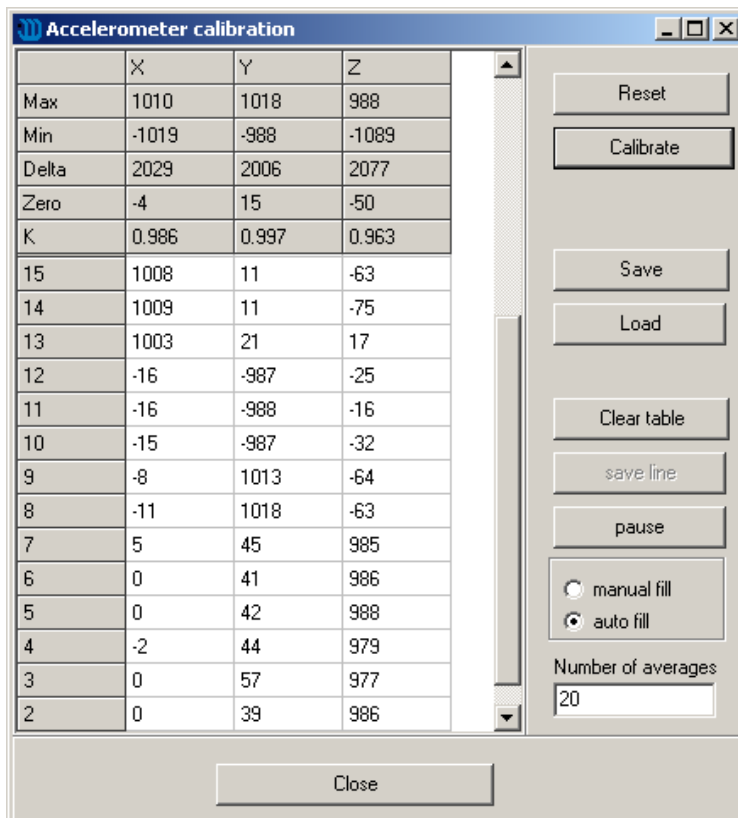 Accelerometer calibration
X Y Z
Max 1010 1018 988
Min -1019 -988 -1089
Delta 2029 2006 2077
Zero -4 15 -50
K 0.986 0.997 0.963
15 1008 11 -63
14 1009 11 -75
13 1003 21 17
12 -16 -987 -25
11 -16 -988 -16
10 -15 -987 -32
9 -8 1013 -64
8 -11 1018 -63
7 5 45 985
6 0 41 986
5 0 42 988
4 -2 44 979
3 0 57 977
2 0 39 986
Reset
Calibrate
Save
Load
Clear table
save line
pause
manual fill
auto fill
Number of averages
20
Close